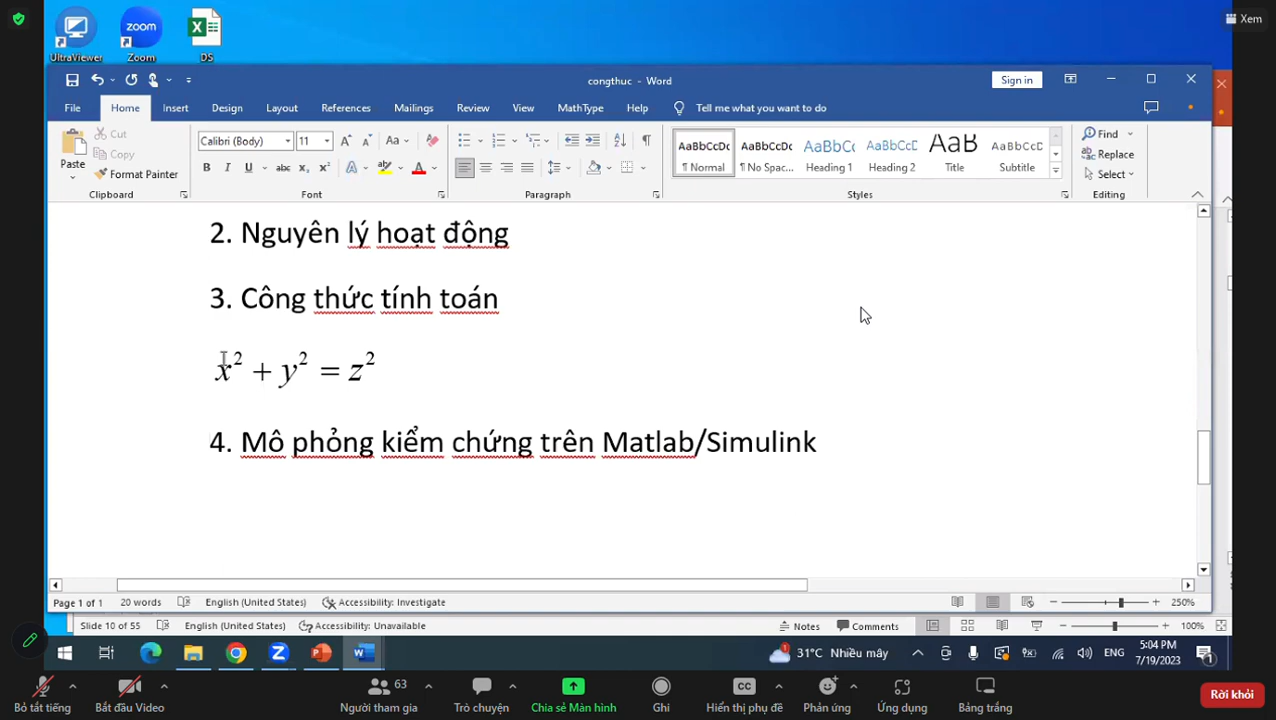 Xem
UltraViewer Zoom DS
congthuc - Word
Sign in
File Home Insert Design Layout References Mailings Review View MathType Help Tell me what you want to do
Paste
Cut
Copy
Format Painter
Calibri (Body) 11
AaBbCcDc AaBbCcDc AaBbCc AaBbCcD AaB AaBbCcD
¶ Normal ¶ No Spac... Heading 1 Heading 2 Title Subtitle
Find
Replace
Select
Clipboard Font Paragraph Styles Editing
2. Nguyên lý hoạt động
3. Công thức tính toán
x² + y² = z²
4. Mô phỏng kiểm chứng trên Matlab/Simulink
Page 1 of 1 20 words English (United States) Accessibility: Investigate 250%
Slide 10 of 55 English (United States) Accessibility: Unavailable Notes Comments 100%
31°C Nhiều mây ENG 5:04 PM
7/19/2023
63
Bỏ tắt tiếng Bắt đầu Video Người tham gia Trò chuyện Chia sẻ Màn hình Ghi Hiển thị phụ đề Phản ứng Ứng dụng Bảng trắng Rời khỏi